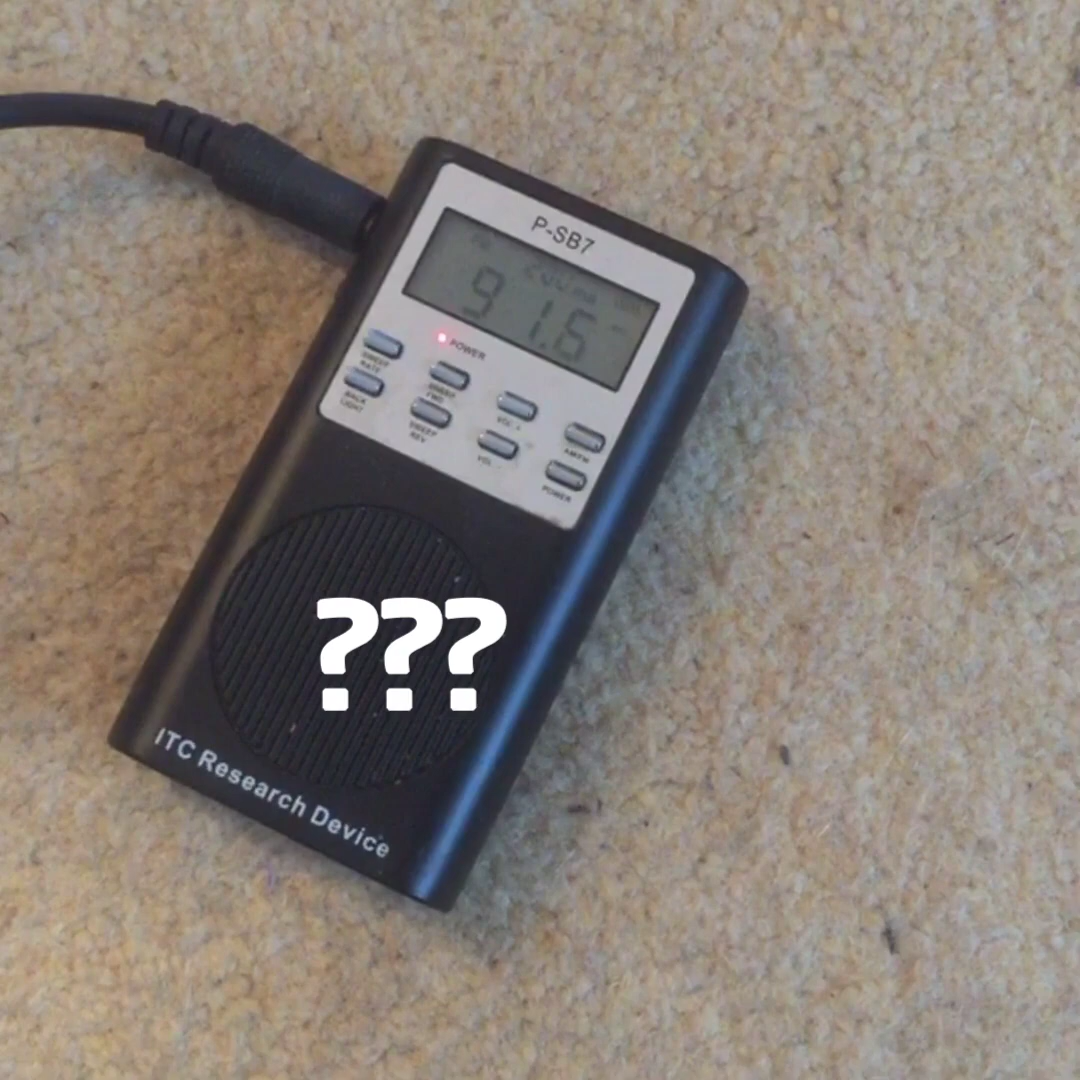 P-SB7
91.6
POWER
SWEEP
RATE
SWEEP
FWD
VOL +
AM/FM
BACK
LIGHT
SWEEP
REV
VOL -
POWER
???
ITC Research Device